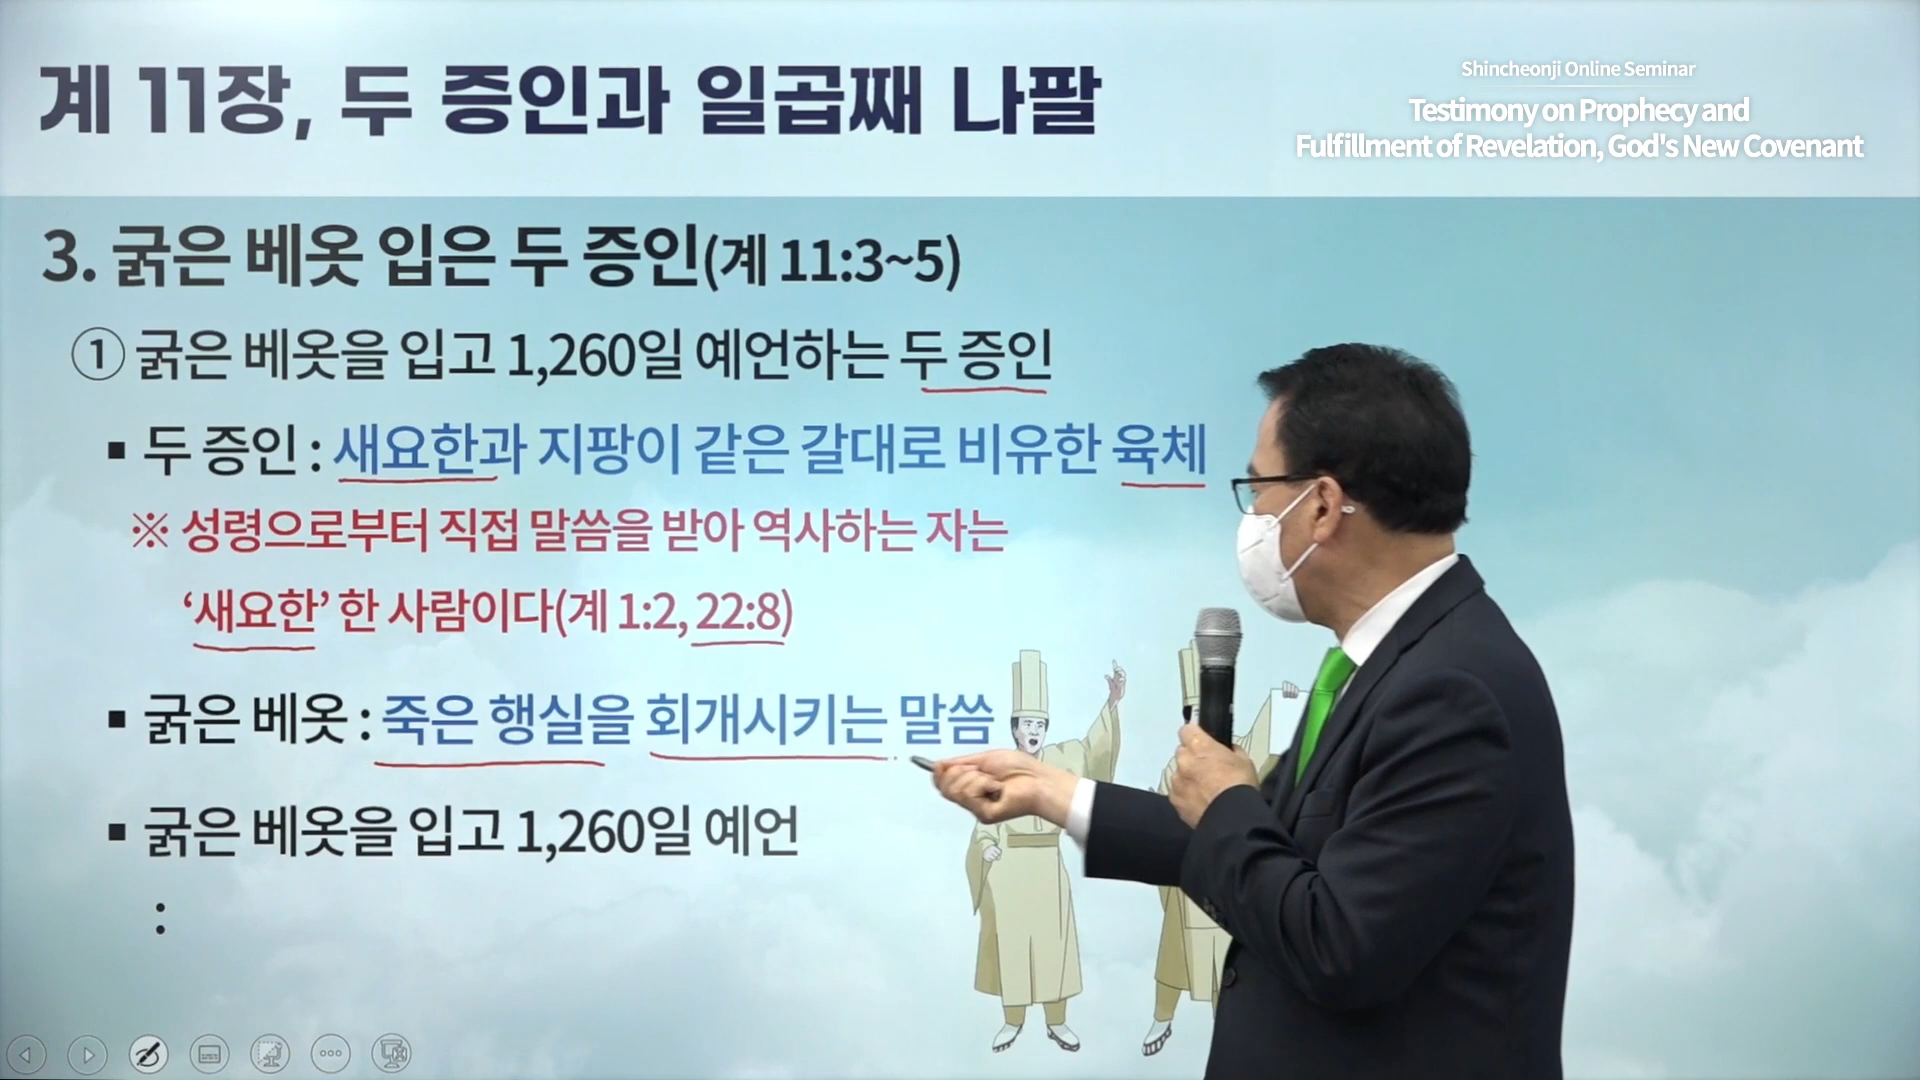 계 11장, 두 증인과 일곱째 나팔
Shincheonji Online Seminar
Testimony on Prophecy and
Fulfillment of Revelation, God's New Covenant
3. 굵은 베옷 입은 두 증인(계 11:3~5)
① 굵은 베옷을 입고 1,260일 예언하는 두 증인
▪ 두 증인 : 새요한과 지팡이 같은 갈대로 비유한 육체
※ 성령으로부터 직접 말씀을 받아 역사하는 자는
‘새요한’ 한 사람이다(계 1:2, 22:8)
▪ 굵은 베옷 : 죽은 행실을 회개시키는 말씀
▪ 굵은 베옷을 입고 1,260일 예언
: